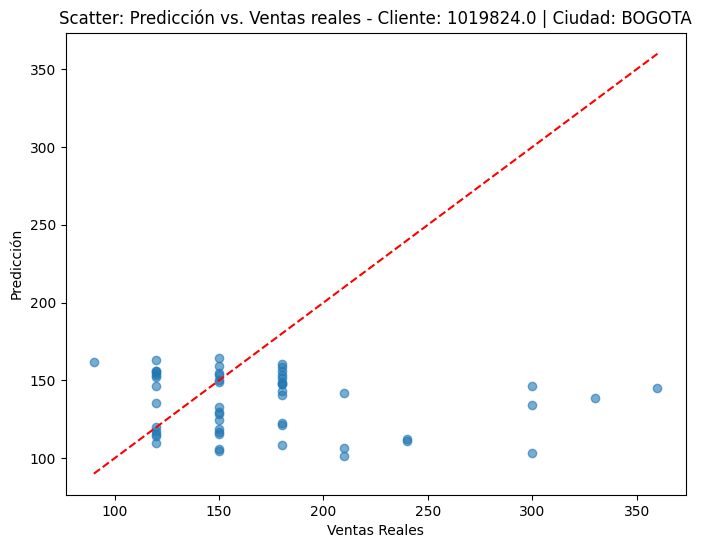 Scatter: Predicción vs. Ventas reales - Cliente: 1019824.0 | Ciudad: BOGOTA
350
300
250
200
150
100
Predicción
100 150 200 250 300 350
Ventas Reales